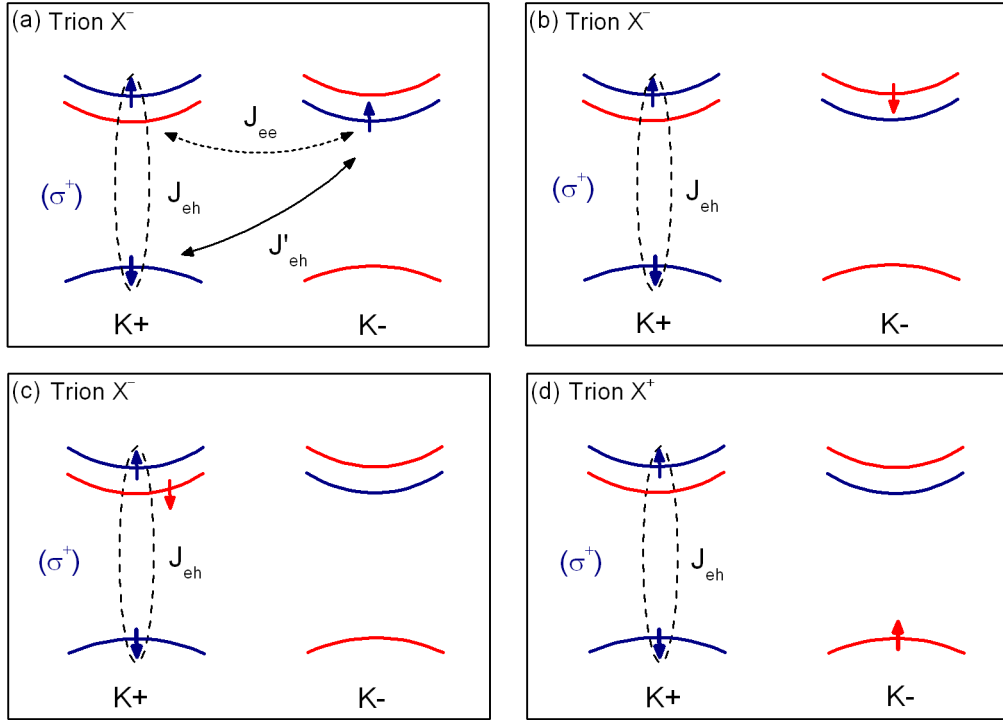 (a) Trion X⁻
J_ee
(σ⁺)
J_eh
J'_eh
K+ K-
(b) Trion X⁻
(σ⁺)
J_eh
K+ K-
(c) Trion X⁻
(σ⁺)
J_eh
K+ K-
(d) Trion X⁺
(σ⁺)
J_eh
K+ K-